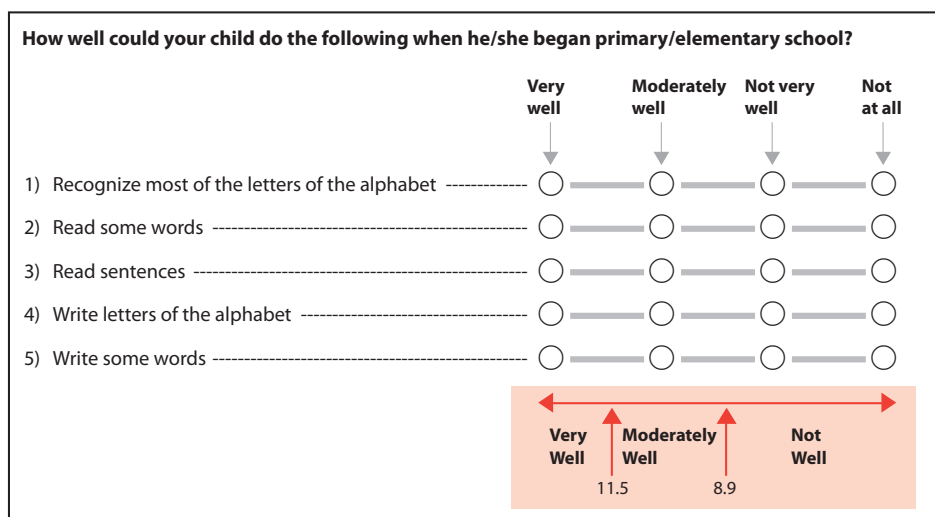 How well could your child do the following when he/she began primary/elementary school?
Very well
Moderately well
Not very well
Not at all
1) Recognize most of the letters of the alphabet -------------
2) Read some words --------------------------------------------------
3) Read sentences -----------------------------------------------------
4) Write letters of the alphabet -----------------------------------
5) Write some words --------------------------------------------------
Very Well
Moderately Well
Not Well
11.5
8.9